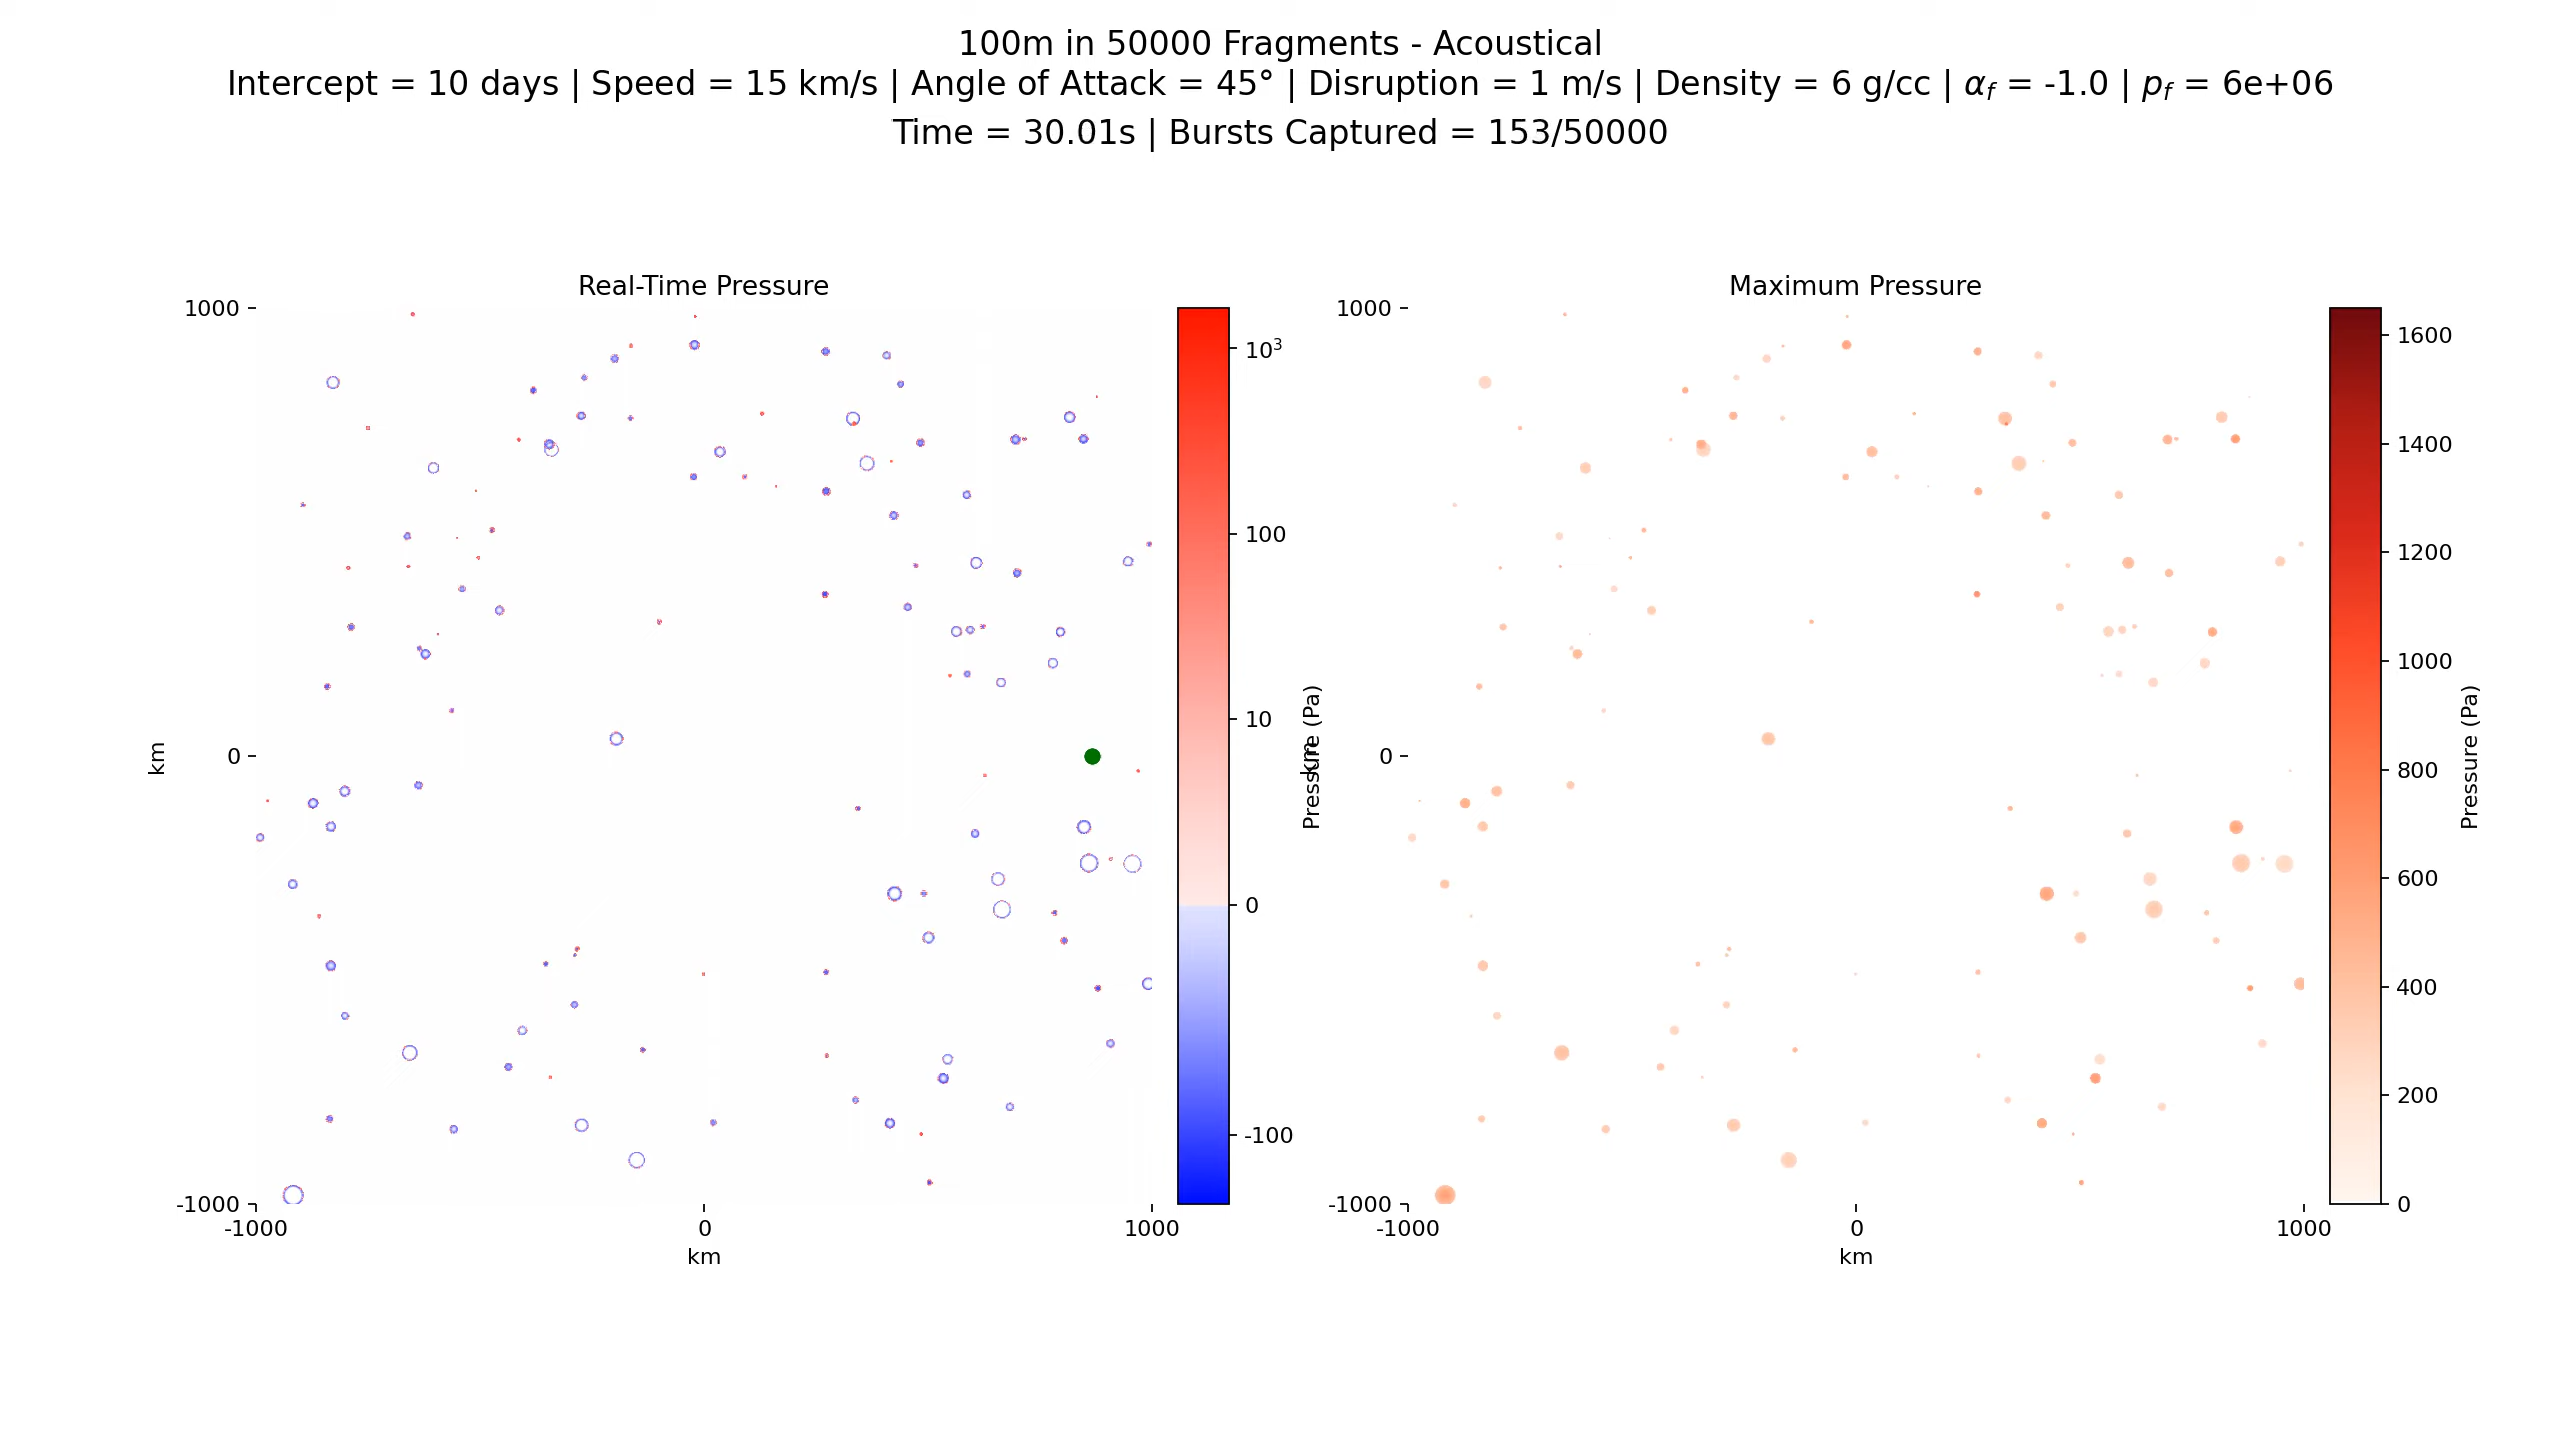 100m in 50000 Fragments - Acoustical
Intercept = 10 days | Speed = 15 km/s | Angle of Attack = 45° | Disruption = 1 m/s | Density = 6 g/cc | α_f = -1.0 | p_f = 6e+06
Time = 30.01s | Bursts Captured = 153/50000
Real-Time Pressure
1000
0
-1000
km
-1000
0
1000
km
10³
100
10
0
-100
Pressure (Pa)
Maximum Pressure
1000
0
-1000
km
-1000
0
1000
km
1600
1400
1200
1000
800
600
400
200
0
Pressure (Pa)